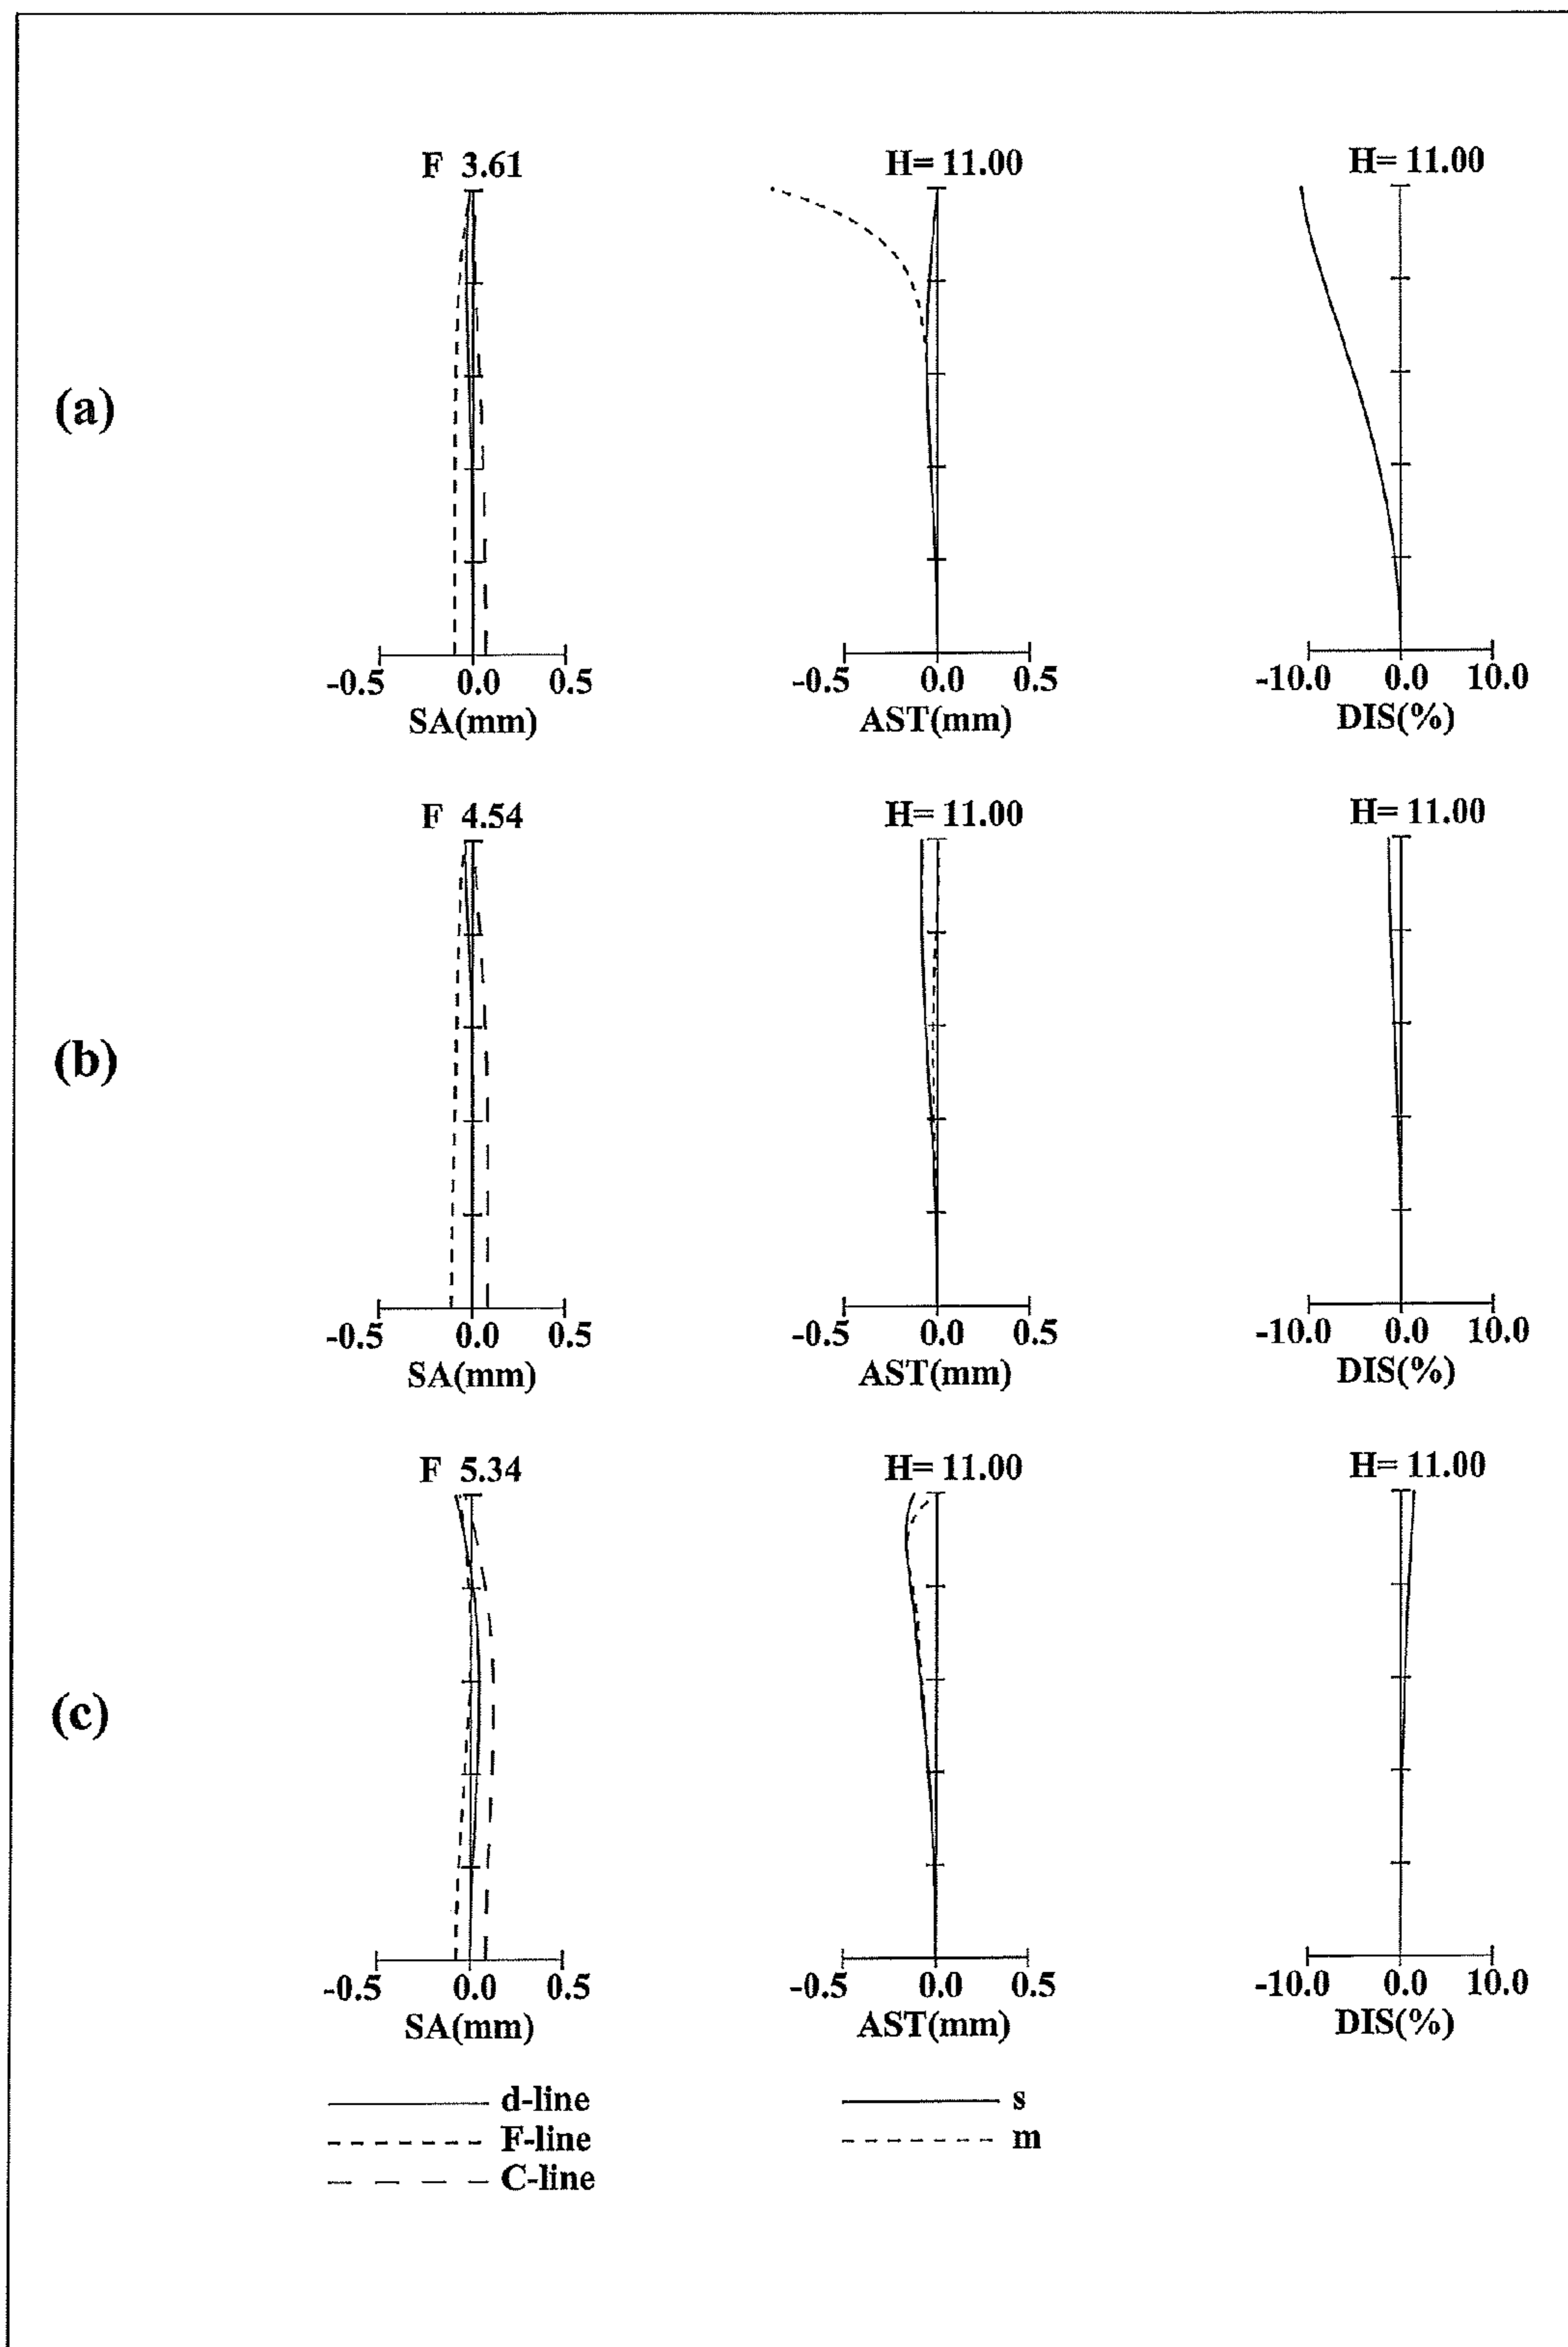 F 3.61
H= 11.00
H= 11.00
(a)
-0.5 0.0 0.5
SA(mm)
-0.5 0.0 0.5
AST(mm)
-10.0 0.0 10.0
DIS(%)
F 4.54
H= 11.00
H= 11.00
(b)
-0.5 0.0 0.5
SA(mm)
-0.5 0.0 0.5
AST(mm)
-10.0 0.0 10.0
DIS(%)
F 5.34
H= 11.00
H= 11.00
(c)
-0.5 0.0 0.5
SA(mm)
-0.5 0.0 0.5
AST(mm)
-10.0 0.0 10.0
DIS(%)
d-line
F-line
C-line
s
m